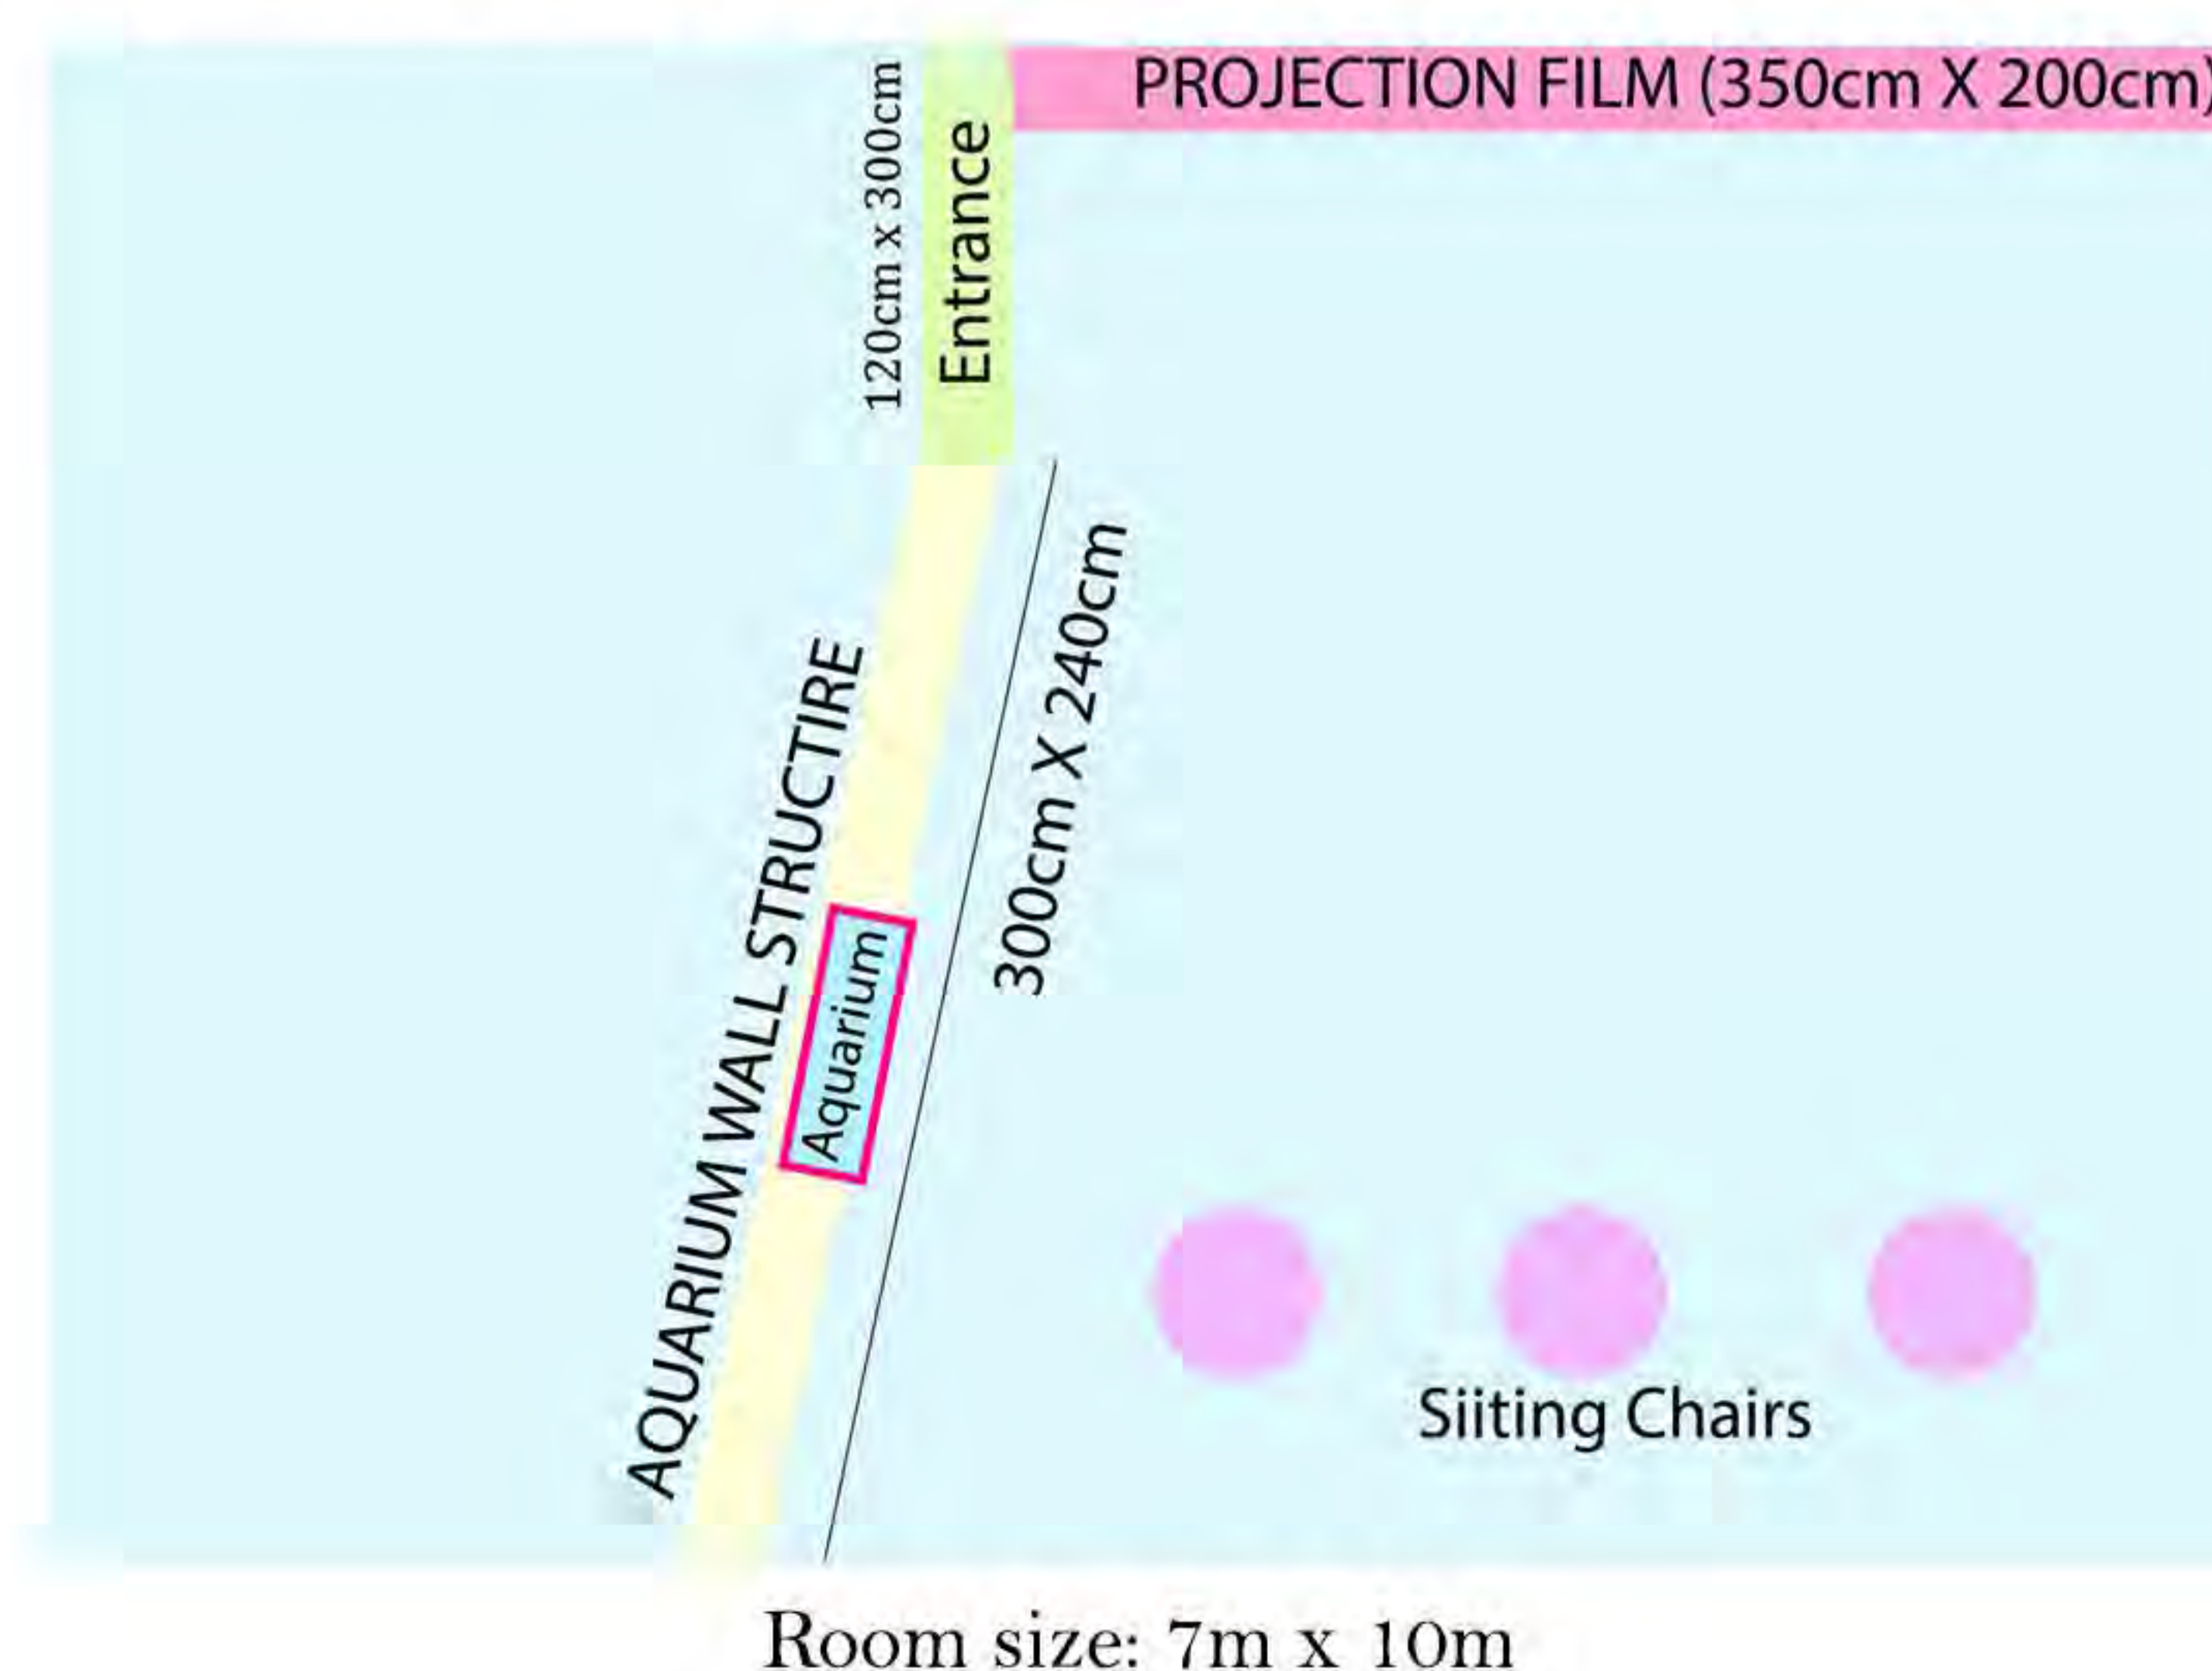 PROJECTION FILM (350cm X 200cm)
120cm x 300cm
Entrance
300cm X 240cm
AQUARIUM WALL STRUCTIRE
Aquarium
Siiting Chairs
Room size: 7m x 10m